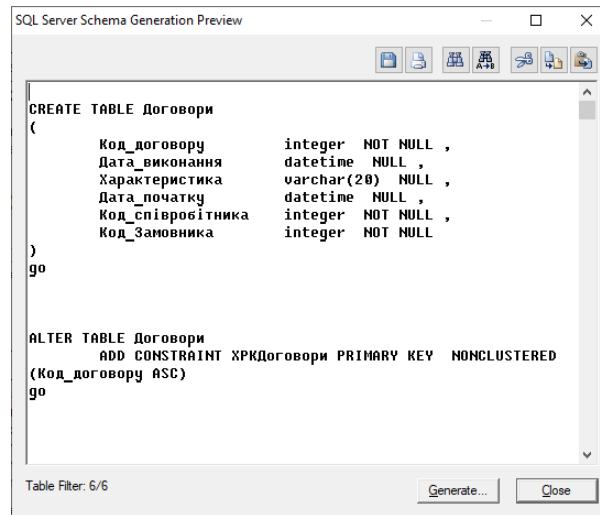 SQL Server Schema Generation Preview
A→B
CREATE TABLE Договори
(
Код_договору integer NOT NULL ,
Дата_виконання datetime NULL ,
Характеристика varchar(20) NULL ,
Дата_початку datetime NULL ,
Код_співробітника integer NOT NULL ,
Код_Замовника integer NOT NULL
)
go
ALTER TABLE Договори
ADD CONSTRAINT XPKДоговори PRIMARY KEY NONCLUSTERED
(Код_договору ASC)
go
Table Filter: 6/6
Generate...
Close